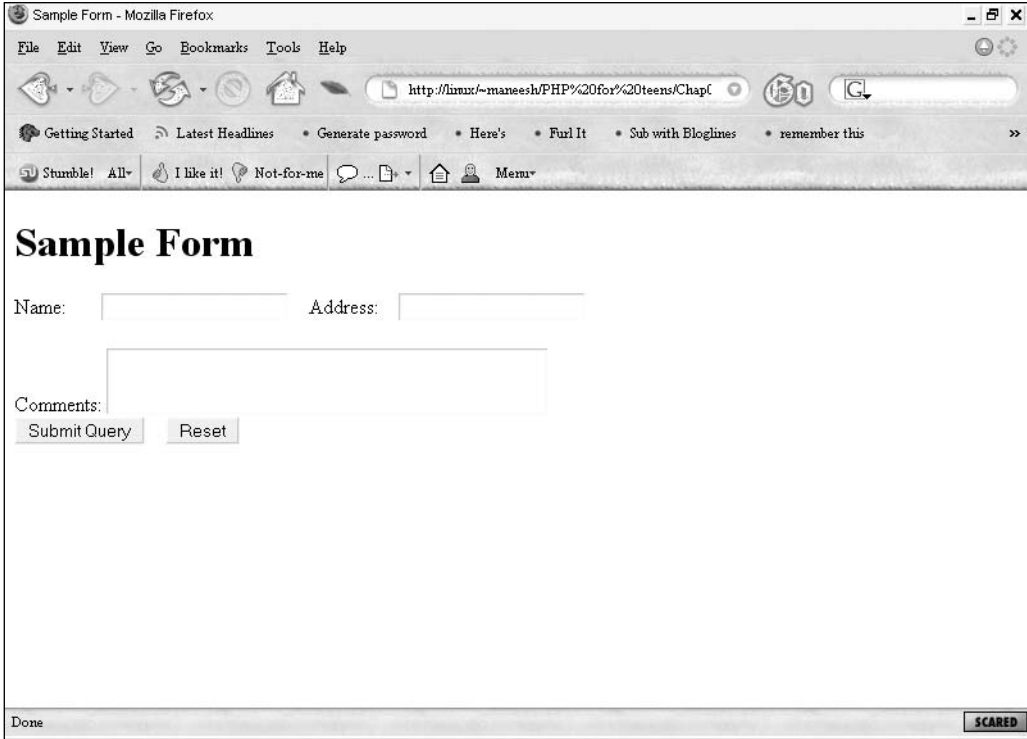 Sample Form - Mozilla Firefox
File Edit View Go Bookmarks Tools Help
http://linux/~maneesh/PHP%20for%20teens/Chap( G
Getting Started Latest Headlines • Generate password • Here's • Furl It • Sub with Bloglines • remember this »
SU Stumble! All I like it! Not-for-me ... Menu
Sample Form
Name: Address:
Comments:
Submit Query Reset
Done SCARED